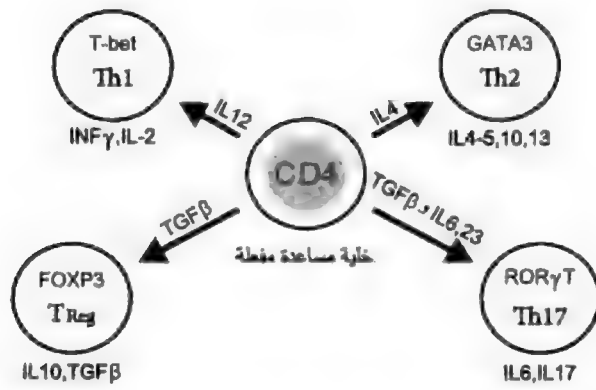 T-bet
Th1
INFγ,IL-2
GATA3
Th2
IL4-5,10,13
IL12
IL4
CD4
TGFβ
TGFβ و IL6,23
خلية مساعدة مفعلة
FOXP3
TReg
IL10,TGFβ
RORγT
Th17
IL6,IL17